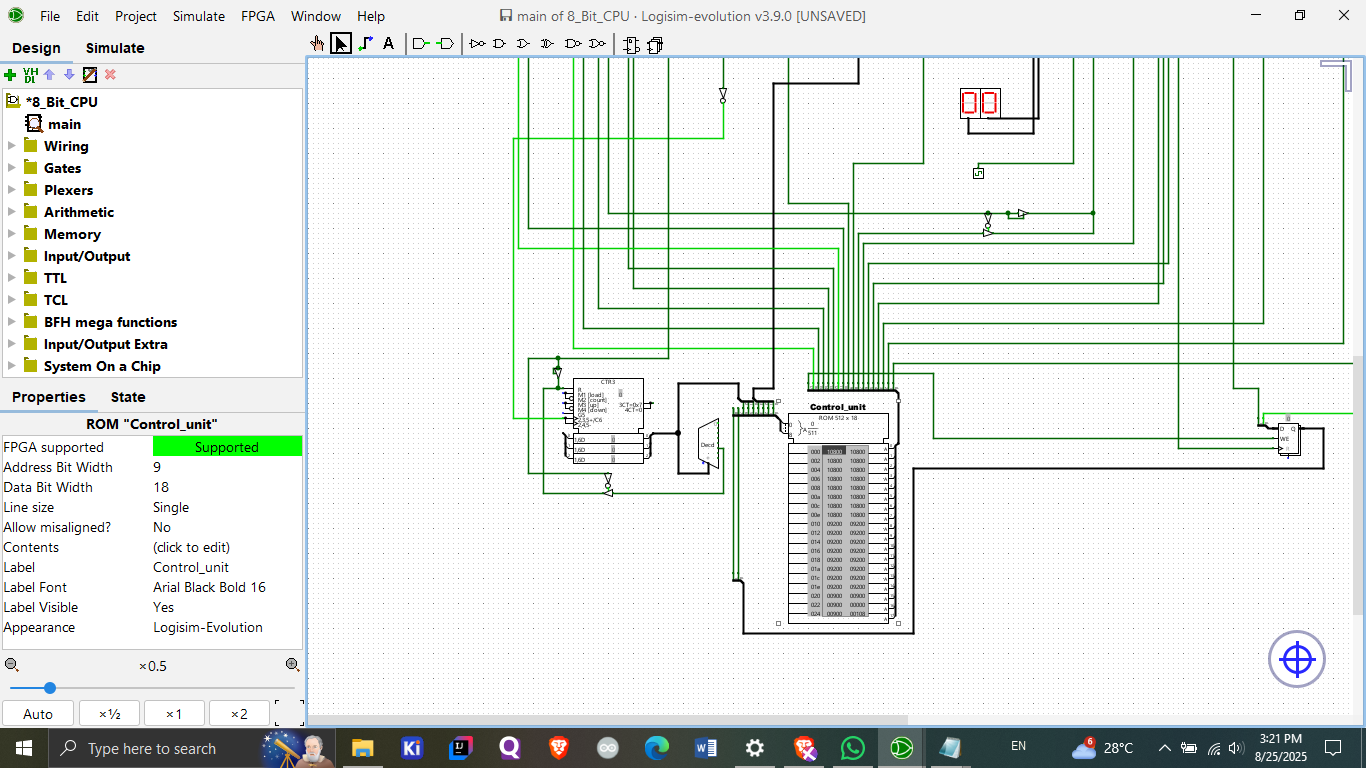 File Edit Project Simulate FPGA Window Help
main of 8_Bit_CPU - Logisim-evolution v3.9.0 [UNSAVED]
Design Simulate
A
VH
DL
*8_Bit_CPU
main
Wiring
Gates
Plexers
Arithmetic
Memory
Input/Output
TTL
TCL
BFH mega functions
Input/Output Extra
System On a Chip
Properties State
ROM "Control_unit"
FPGA supported Supported
Address Bit Width 9
Data Bit Width 18
Line size Single
Allow misaligned? No
Contents (click to edit)
Label Control_unit
Label Font Arial Black Bold 16
Label Visible Yes
Appearance Logisim-Evolution
×0.5
Auto ×½ ×1 ×2
00
CTR3
R
M1 [load]
M2 [count]
M3 [up]
M4 [down]
3CT=0x7
4CT=0
1,6D
1,6D
1,6D
Decd
Control_unit
ROM 512 x 18
0
511
A
000 10800 10800
002 10800 10800
004 10800 10800
006 10800 10800
008 10800 10800
00a 10800 10800
00c 10800 10800
00e 10800 10800
010 09200 09200
012 09200 09200
014 09200 09200
016 09200 09200
018 09200 09200
01a 09200 09200
01c 09200 09200
01e 09200 09200
020 00900 00900
022 00900 00000
024 00900 00108
D Q
WE
Type here to search
Ki
EN
6
28°C
3:21 PM
8/25/2025